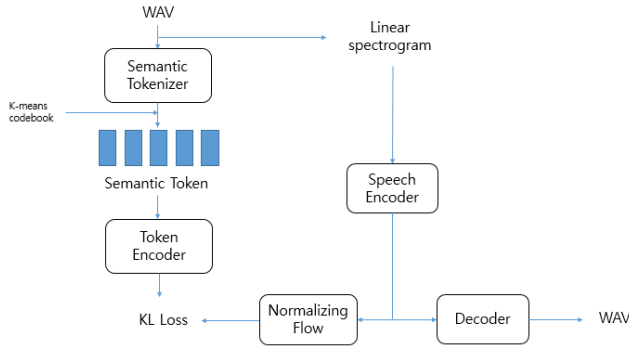 WAV
Linear
spectrogram
Semantic
Tokenizer
K-means
codebook
Semantic Token
Speech
Encoder
Token
Encoder
KL Loss
Normalizing
Flow
Decoder
WAV